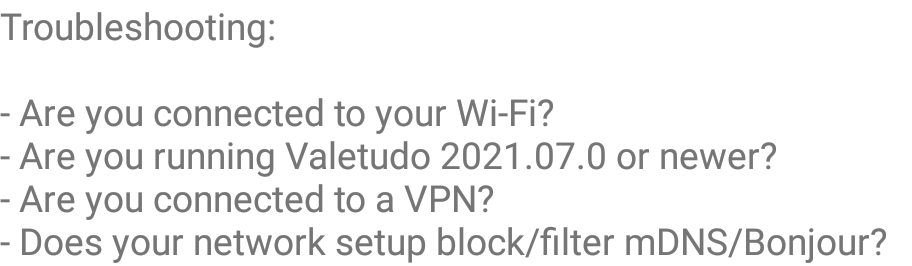 Troubleshooting:
- Are you connected to your Wi-Fi?
- Are you running Valetudo 2021.07.0 or newer?
- Are you connected to a VPN?
- Does your network setup block/filter mDNS/Bonjour?